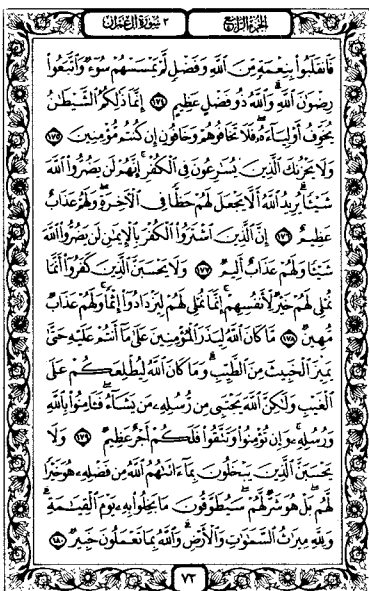 الجزء الرابع
٣ سورة آل عمران
فَٱنقَلَبُوا۟ بِنِعْمَةٍ مِّنَ ٱللَّهِ وَفَضْلٍ لَّمْ يَمْسَسْهُمْ سُوٓءٌ وَٱتَّبَعُوا۟
رِضْوَٰنَ ٱللَّهِ وَٱللَّهُ ذُو فَضْلٍ عَظِيمٍ ١٧٤ إِنَّمَا ذَٰلِكُمُ ٱلشَّيْطَٰنُ
يُخَوِّفُ أَوْلِيَآءَهُۥ فَلَا تَخَافُوهُمْ وَخَافُونِ إِن كُنتُم مُّؤْمِنِينَ ١٧٥
وَلَا يَحْزُنكَ ٱلَّذِينَ يُسَٰرِعُونَ فِى ٱلْكُفْرِ إِنَّهُمْ لَن يَضُرُّوا۟ ٱللَّهَ
شَيْـًٔا يُرِيدُ ٱللَّهُ أَلَّا يَجْعَلَ لَهُمْ حَظًّا فِى ٱلْـَٔاخِرَةِ وَلَهُمْ عَذَابٌ
عَظِيمٌ ١٧٦ إِنَّ ٱلَّذِينَ ٱشْتَرَوُا۟ ٱلْكُفْرَ بِٱلْإِيمَٰنِ لَن يَضُرُّوا۟ ٱللَّهَ
شَيْـًٔا وَلَهُمْ عَذَابٌ أَلِيمٌ ١٧٧ وَلَا يَحْسَبَنَّ ٱلَّذِينَ كَفَرُوٓا۟ أَنَّمَا
نُمْلِى لَهُمْ خَيْرٌ لِّأَنفُسِهِمْ إِنَّمَا نُمْلِى لَهُمْ لِيَزْدَادُوٓا۟ إِثْمًا وَلَهُمْ عَذَابٌ
مُّهِينٌ ١٧٨ مَّا كَانَ ٱللَّهُ لِيَذَرَ ٱلْمُؤْمِنِينَ عَلَىٰ مَآ أَنتُمْ عَلَيْهِ حَتَّىٰ
يَمِيزَ ٱلْخَبِيثَ مِنَ ٱلطَّيِّبِ وَمَا كَانَ ٱللَّهُ لِيُطْلِعَكُمْ عَلَى
ٱلْغَيْبِ وَلَٰكِنَّ ٱللَّهَ يَجْتَبِى مِن رُّسُلِهِۦ مَن يَشَآءُ فَـَٔامِنُوا۟ بِٱللَّهِ
وَرُسُلِهِۦ وَإِن تُؤْمِنُوا۟ وَتَتَّقُوا۟ فَلَكُمْ أَجْرٌ عَظِيمٌ ١٧٩ وَلَا
يَحْسَبَنَّ ٱلَّذِينَ يَبْخَلُونَ بِمَآ ءَاتَىٰهُمُ ٱللَّهُ مِن فَضْلِهِۦ هُوَ خَيْرًا
لَّهُم بَلْ هُوَ شَرٌّ لَّهُمْ سَيُطَوَّقُونَ مَا بَخِلُوا۟ بِهِۦ يَوْمَ ٱلْقِيَٰمَةِ
وَلِلَّهِ مِيرَٰثُ ٱلسَّمَٰوَٰتِ وَٱلْأَرْضِ وَٱللَّهُ بِمَا تَعْمَلُونَ خَبِيرٌ ١٨٠
٧٣